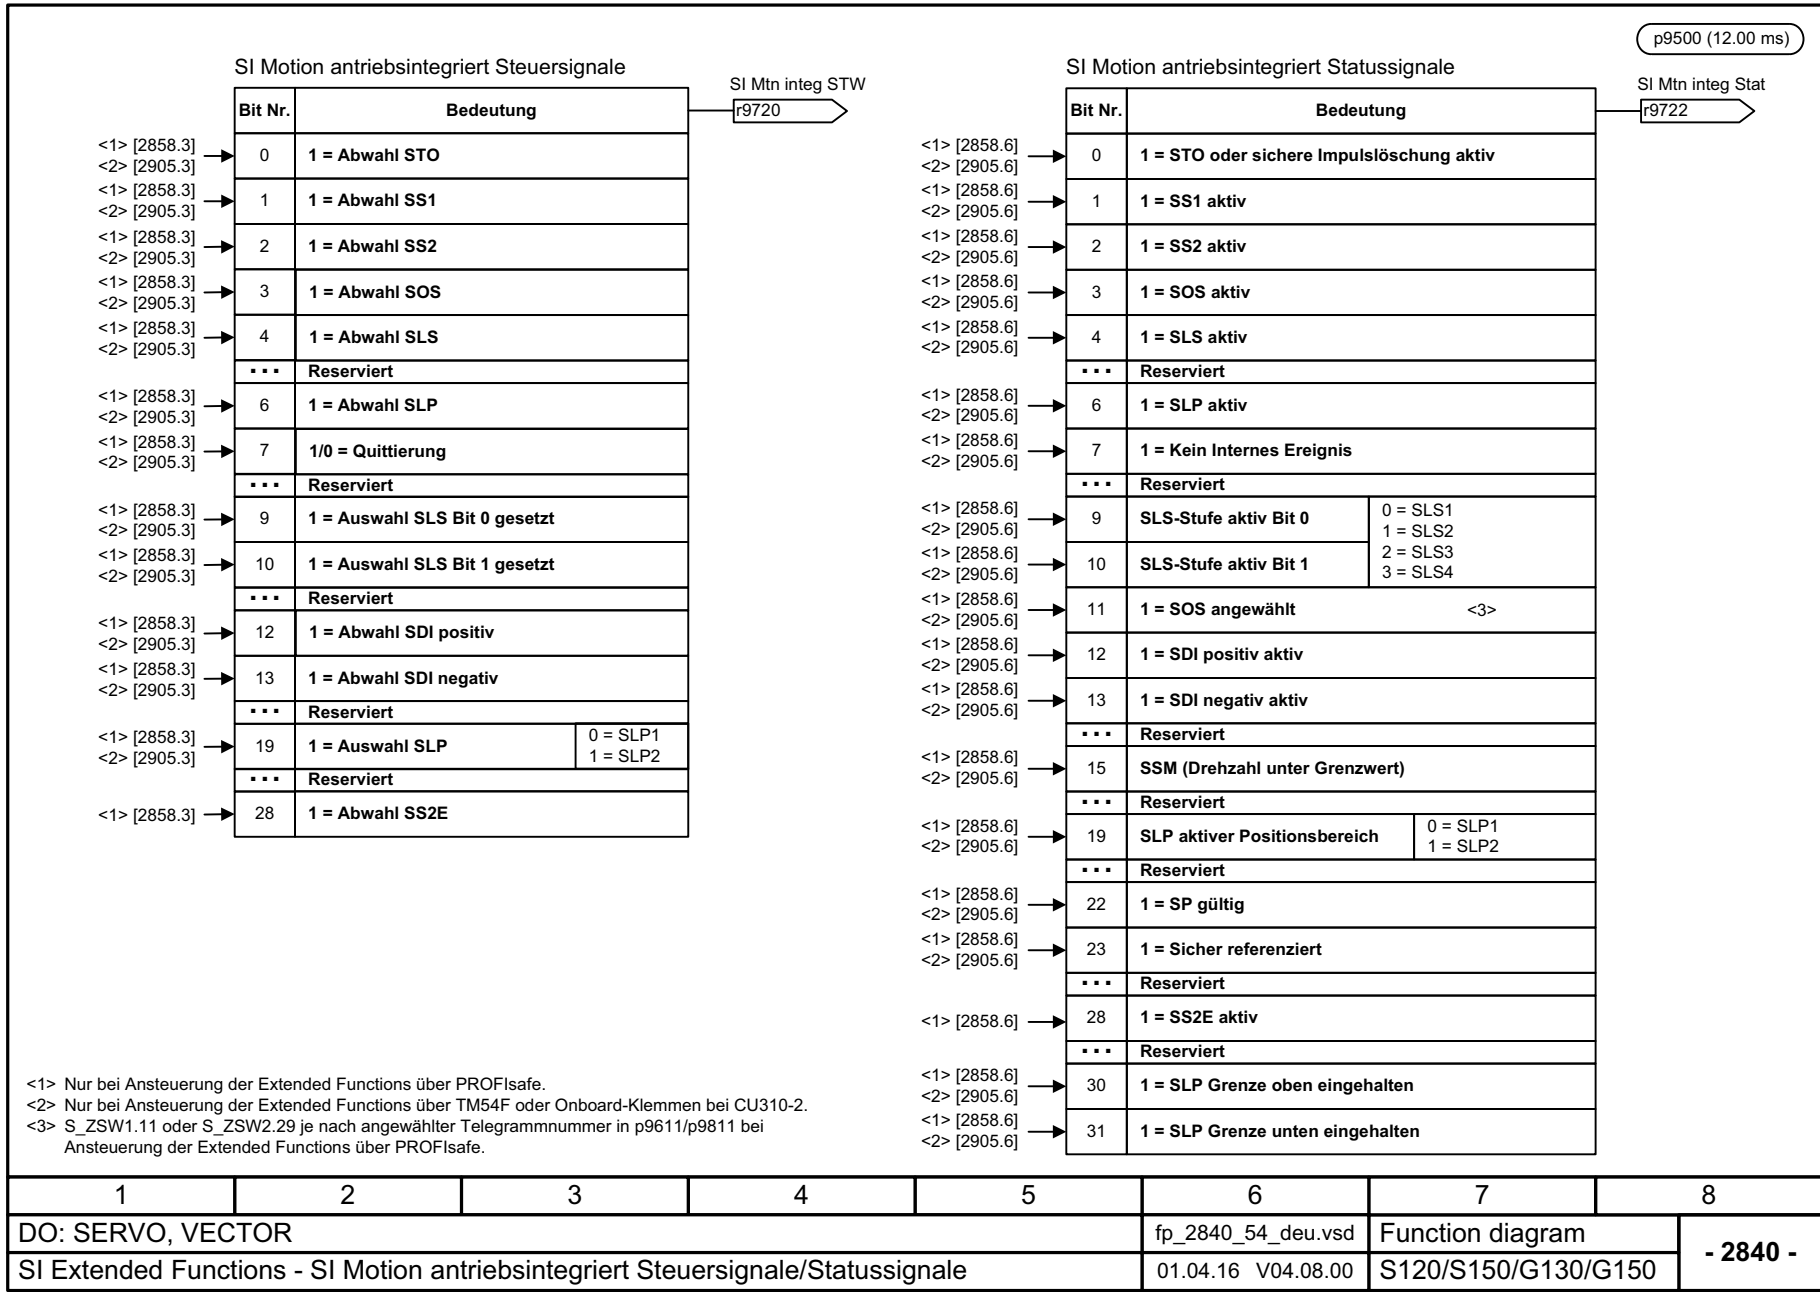 p9500 (12.00 ms)
SI Motion antriebsintegriert Steuersignale
SI Mtn integ STW
Bit Nr. Bedeutung
r9720
<1> [2858.3]
<2> [2905.3]
0 1 = Abwahl STO
<1> [2858.3]
<2> [2905.3]
1 1 = Abwahl SS1
<1> [2858.3]
<2> [2905.3]
2 1 = Abwahl SS2
<1> [2858.3]
<2> [2905.3]
3 1 = Abwahl SOS
<1> [2858.3]
<2> [2905.3]
4 1 = Abwahl SLS
... Reserviert
<1> [2858.3]
<2> [2905.3]
6 1 = Abwahl SLP
<1> [2858.3]
<2> [2905.3]
7 1/0 = Quittierung
... Reserviert
<1> [2858.3]
<2> [2905.3]
9 1 = Auswahl SLS Bit 0 gesetzt
<1> [2858.3]
<2> [2905.3]
10 1 = Auswahl SLS Bit 1 gesetzt
... Reserviert
<1> [2858.3]
<2> [2905.3]
12 1 = Abwahl SDI positiv
<1> [2858.3]
<2> [2905.3]
13 1 = Abwahl SDI negativ
... Reserviert
<1> [2858.3]
<2> [2905.3]
19 1 = Auswahl SLP
0 = SLP1
1 = SLP2
... Reserviert
<1> [2858.3]
28 1 = Abwahl SS2E
SI Motion antriebsintegriert Statussignale
SI Mtn integ Stat
Bit Nr. Bedeutung
r9722
<1> [2858.6]
<2> [2905.6]
0 1 = STO oder sichere Impulslöschung aktiv
<1> [2858.6]
<2> [2905.6]
1 1 = SS1 aktiv
<1> [2858.6]
<2> [2905.6]
2 1 = SS2 aktiv
<1> [2858.6]
<2> [2905.6]
3 1 = SOS aktiv
<1> [2858.6]
<2> [2905.6]
4 1 = SLS aktiv
... Reserviert
<1> [2858.6]
<2> [2905.6]
6 1 = SLP aktiv
<1> [2858.6]
<2> [2905.6]
7 1 = Kein Internes Ereignis
... Reserviert
<1> [2858.6]
<2> [2905.6]
9 SLS-Stufe aktiv Bit 0
<1> [2858.6]
<2> [2905.6]
10 SLS-Stufe aktiv Bit 1
0 = SLS1
1 = SLS2
2 = SLS3
3 = SLS4
<1> [2858.6]
<2> [2905.6]
11 1 = SOS angewählt <3>
<1> [2858.6]
<2> [2905.6]
12 1 = SDI positiv aktiv
<1> [2858.6]
<2> [2905.6]
13 1 = SDI negativ aktiv
... Reserviert
<1> [2858.6]
<2> [2905.6]
15 SSM (Drehzahl unter Grenzwert)
... Reserviert
<1> [2858.6]
<2> [2905.6]
19 SLP aktiver Positionsbereich
0 = SLP1
1 = SLP2
... Reserviert
<1> [2858.6]
<2> [2905.6]
22 1 = SP gültig
<1> [2858.6]
<2> [2905.6]
23 1 = Sicher referenziert
... Reserviert
<1> [2858.6]
28 1 = SS2E aktiv
... Reserviert
<1> [2858.6]
<2> [2905.6]
30 1 = SLP Grenze oben eingehalten
<1> [2858.6]
<2> [2905.6]
31 1 = SLP Grenze unten eingehalten
<1> Nur bei Ansteuerung der Extended Functions über PROFIsafe.
<2> Nur bei Ansteuerung der Extended Functions über TM54F oder Onboard-Klemmen bei CU310-2.
<3> S_ZSW1.11 oder S_ZSW2.29 je nach angewählter Telegrammnummer in p9611/p9811 bei
Ansteuerung der Extended Functions über PROFIsafe.
1 2 3 4 5 6 7 8
DO: SERVO, VECTOR
fp_2840_54_deu.vsd
Function diagram
- 2840 -
SI Extended Functions - SI Motion antriebsintegriert Steuersignale/Statussignale
01.04.16 V04.08.00
S120/S150/G130/G150